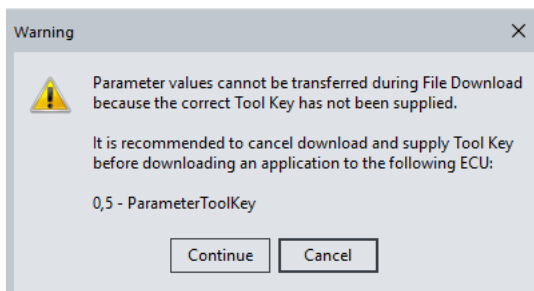 Warning
Parameter values cannot be transferred during File Download
because the correct Tool Key has not been supplied.
It is recommended to cancel download and supply Tool Key
before downloading an application to the following ECU:
0,5 - ParameterToolKey
Continue
Cancel